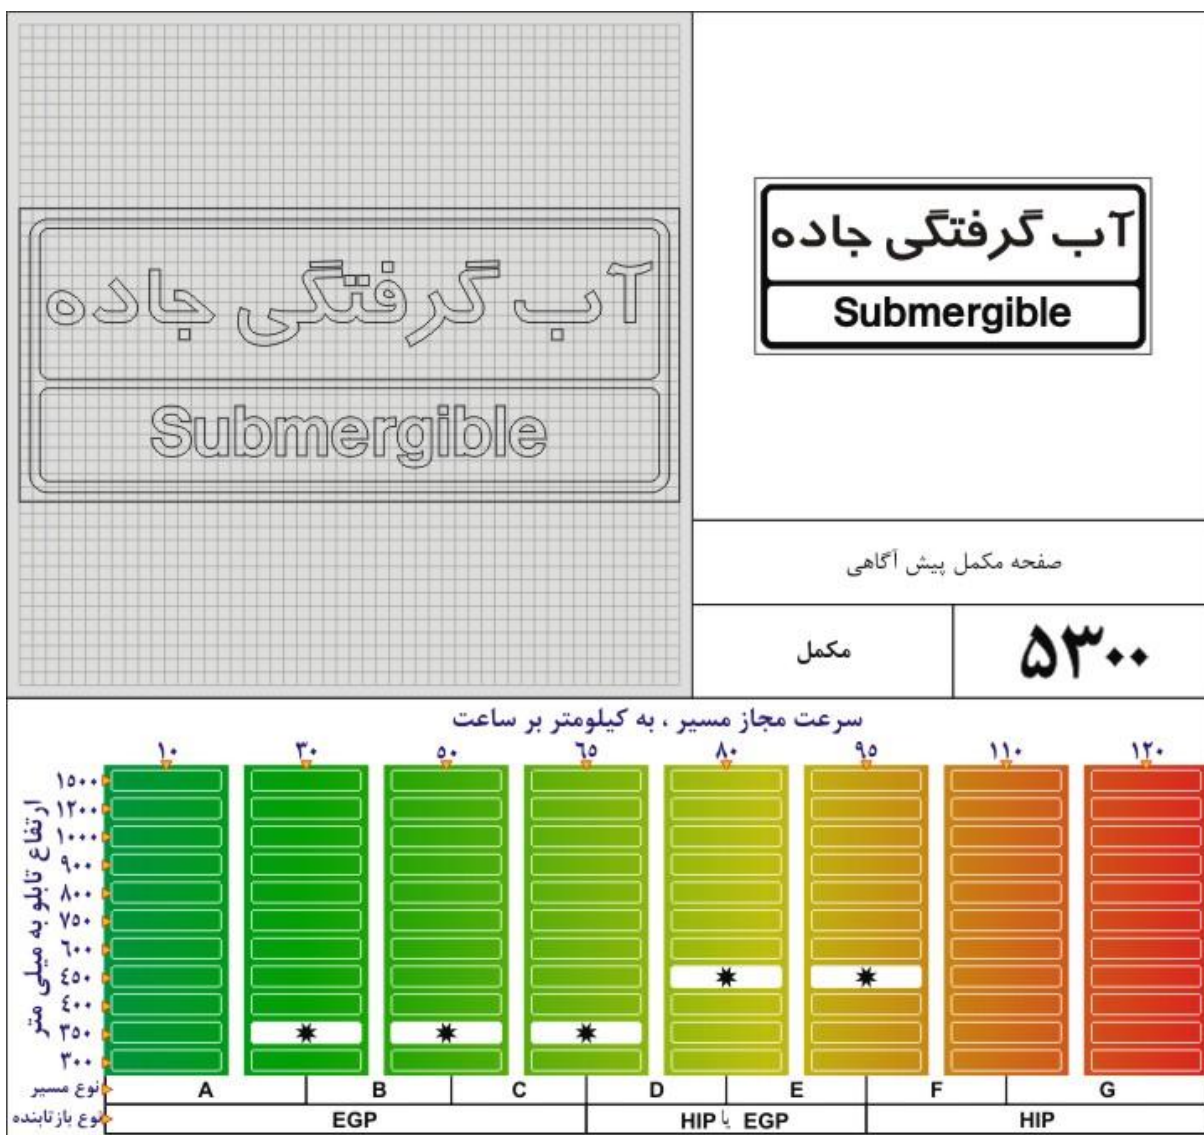 آب گرفتگی جاده
Submergible
آب گرفتگی جاده
Submergible
صفحه مکمل پیش آگاهی
۵۳۰۰
مکمل
سرعت مجاز مسیر ، به کیلومتر بر ساعت
۱۰ ۳۰ ۵۰ ۶۵ ۸۰ ۹۵ ۱۱۰ ۱۲۰
ارتفاع تابلو به میلی متر
۱۵۰۰
۱۲۰۰
۱۰۰۰
۹۰۰
۸۰۰
۷۵۰
۶۰۰
۴۵۰
۴۰۰
۳۵۰
۳۰۰
نوع مسیر A B C D E F G
نوع بازتابنده EGP HIP یا EGP HIP